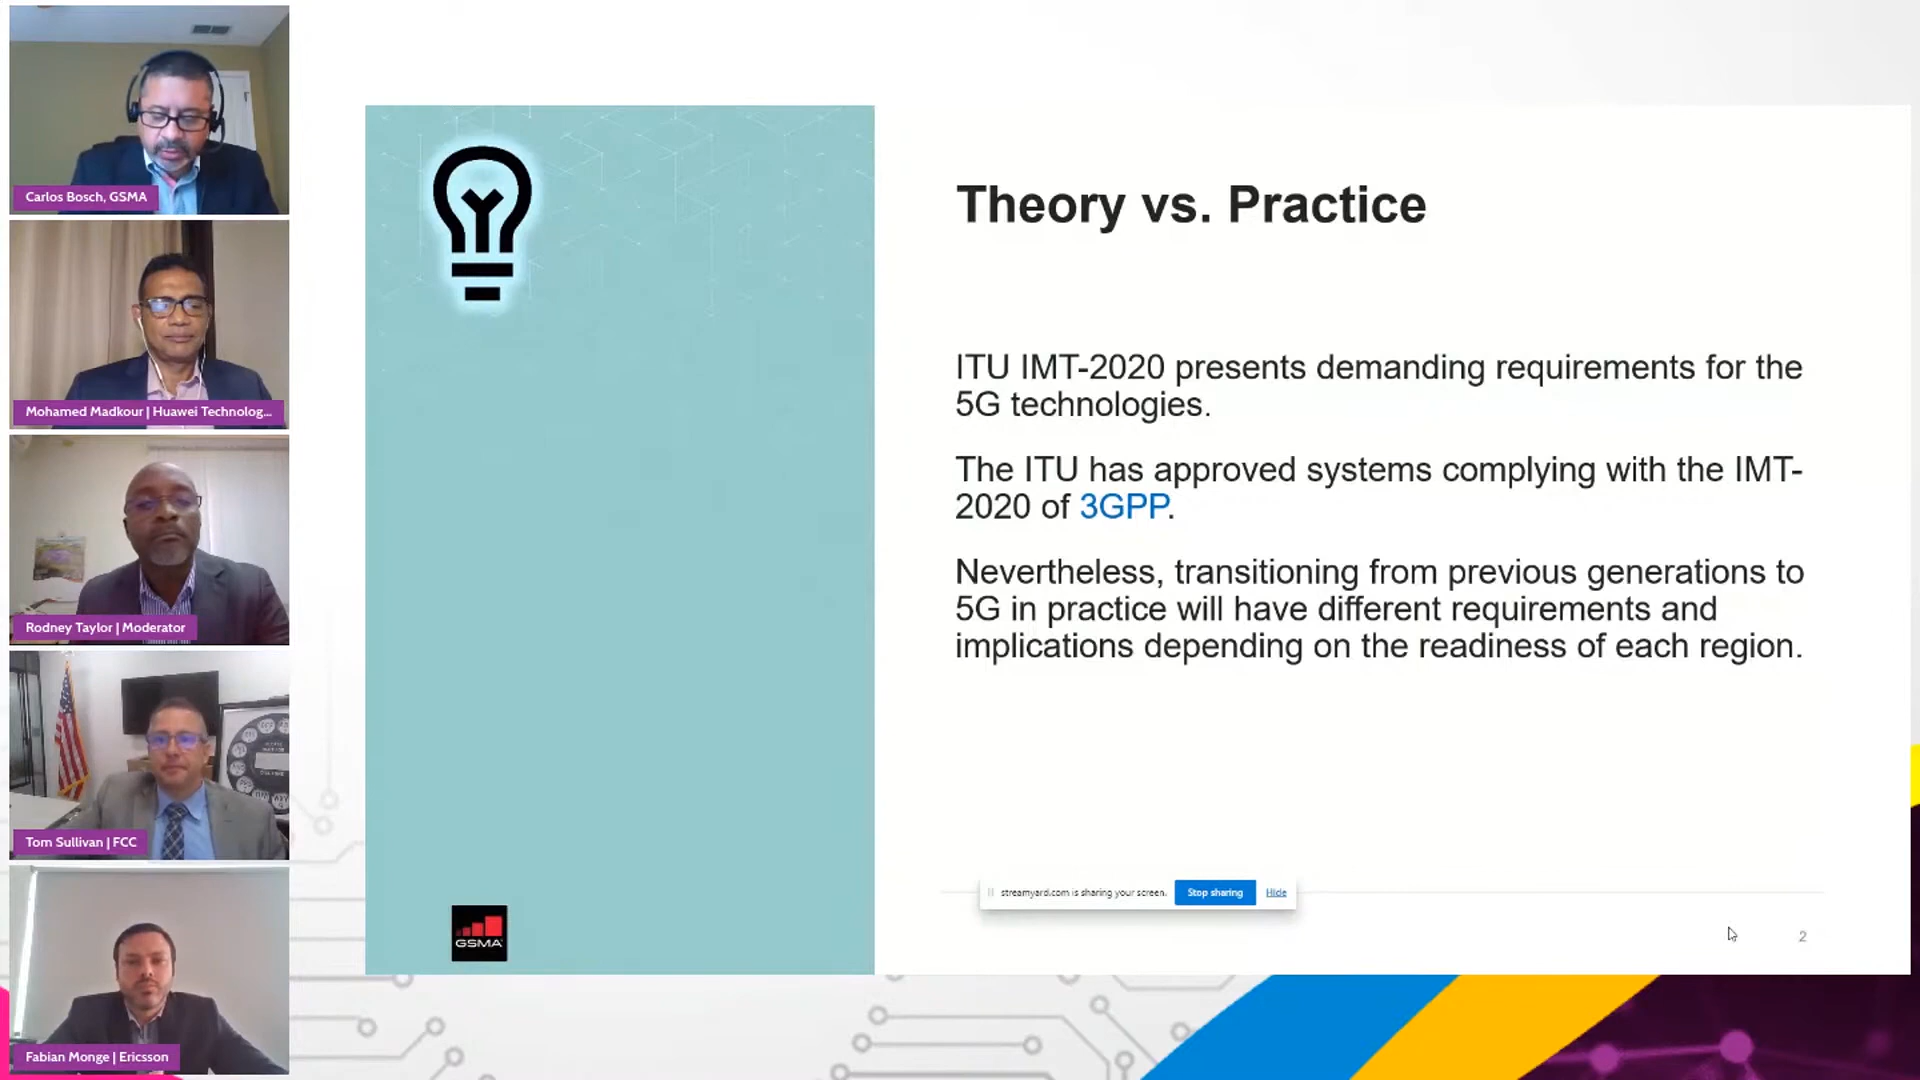 Carlos Bosch, GSMA
Mohamed Madkour | Huawei Technolog...
Rodney Taylor | Moderator
Tom Sullivan | FCC
Fabian Monge | Ericsson
GSMA
Theory vs. Practice
ITU IMT-2020 presents demanding requirements for the
5G technologies.
The ITU has approved systems complying with the IMT-
2020 of 3GPP.
Nevertheless, transitioning from previous generations to
5G in practice will have different requirements and
implications depending on the readiness of each region.
streamyard.com is sharing your screen. Stop sharing Hide
2